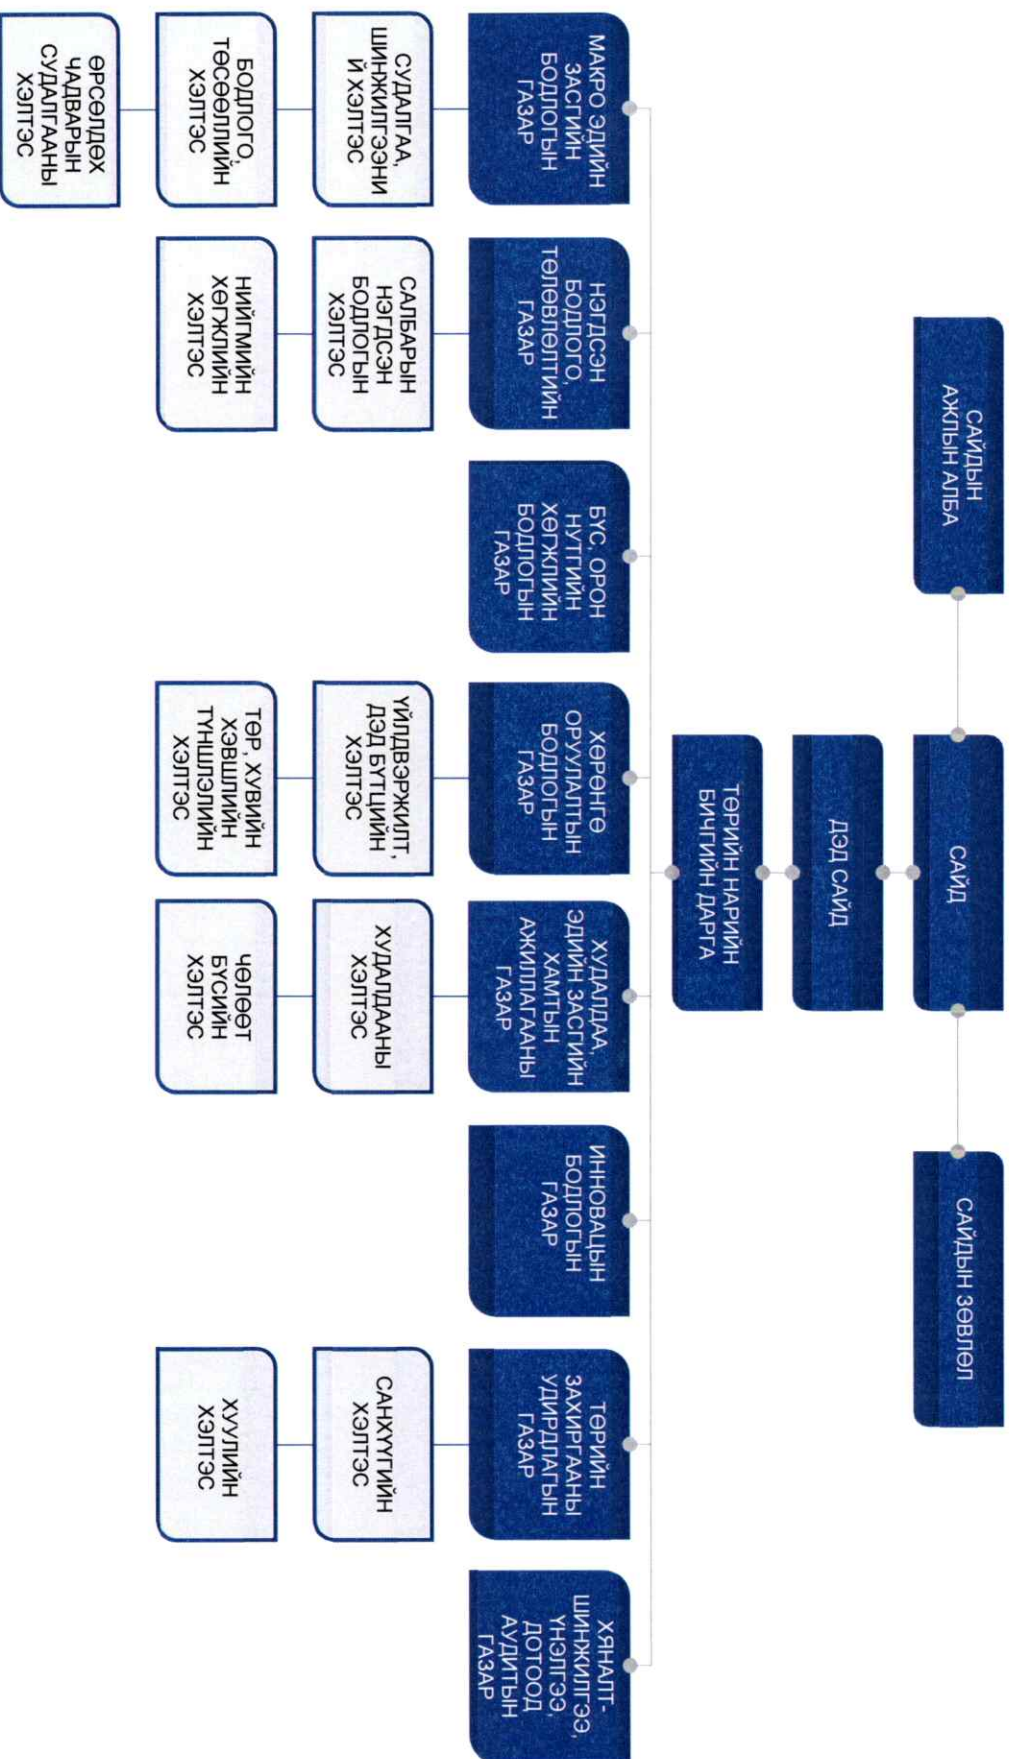 САЙДЫН
АЖЛЫН АЛБА
САЙД
САЙДЫН ЗӨВЛӨЛ
ДЭД САЙД
ТӨРИЙН НАРИЙН
БИЧГИЙН ДАРГА
МАКРО ЭДИЙН
ЗАСГИЙН
БОДЛОГЫН
ГАЗАР
НЭГДСЭН
БОДЛОГО,
ТӨЛӨВЛӨЛТИЙН
ГАЗАР
БҮС, ОРОН
НУТГИЙН
ХӨГЖЛИЙН
БОДЛОГЫН
ГАЗАР
ХӨРӨНГӨ
ОРУУЛАЛТЫН
БОДЛОГЫН
ГАЗАР
ХУДАЛДАА,
ЭДИЙН ЗАСГИЙН
ХАМТЫН
АЖИЛЛАГААНЫ
ГАЗАР
ИННОВАЦЫН
БОДЛОГЫН
ГАЗАР
ТӨРИЙН
ЗАХИРГААНЫ
УДИРДЛАГЫН
ГАЗАР
ХЯНАЛТ-
ШИНЖИЛГЭЭ,
ҮНЭЛГЭЭ,
ДОТООД
АУДИТЫН
ГАЗАР
СУДАЛГАА,
ШИНЖИЛГЭЭНИ
Й ХЭЛТЭС
САЛБАРЫН
НЭГДСЭН
БОДЛОГЫН
ХЭЛТЭС
ҮЙЛДВЭРЖИЛТ,
ДЭД БҮТЦИЙН
ХЭЛТЭС
ХУДАЛДААНЫ
ХЭЛТЭС
САНХҮҮГИЙН
ХЭЛТЭС
БОДЛОГО,
ТӨСӨӨЛЛИЙН
ХЭЛТЭС
НИЙГМИЙН
ХӨГЖЛИЙН
ХЭЛТЭС
ТӨР, ХУВИЙН
ХЭВШЛИЙН
ТҮНШЛЭЛИЙН
ХЭЛТЭС
ЧӨЛӨӨТ
БҮСИЙН
ХЭЛТЭС
ХУУЛИЙН
ХЭЛТЭС
ӨРСӨЛДӨХ
ЧАДВАРЫН
СУДАЛГААНЫ
ХЭЛТЭС